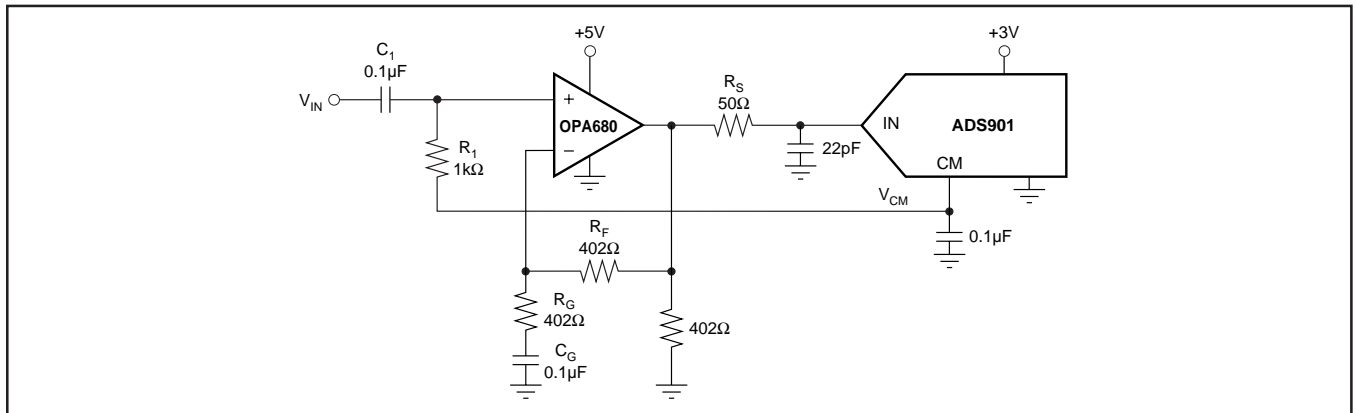 +5V
+3V
C1
0.1µF
VIN
+
OPA680
−
RS
50Ω
IN
ADS901
22pF
CM
R1
1kΩ
VCM
0.1µF
RF
402Ω
RG
402Ω
402Ω
CG
0.1µF